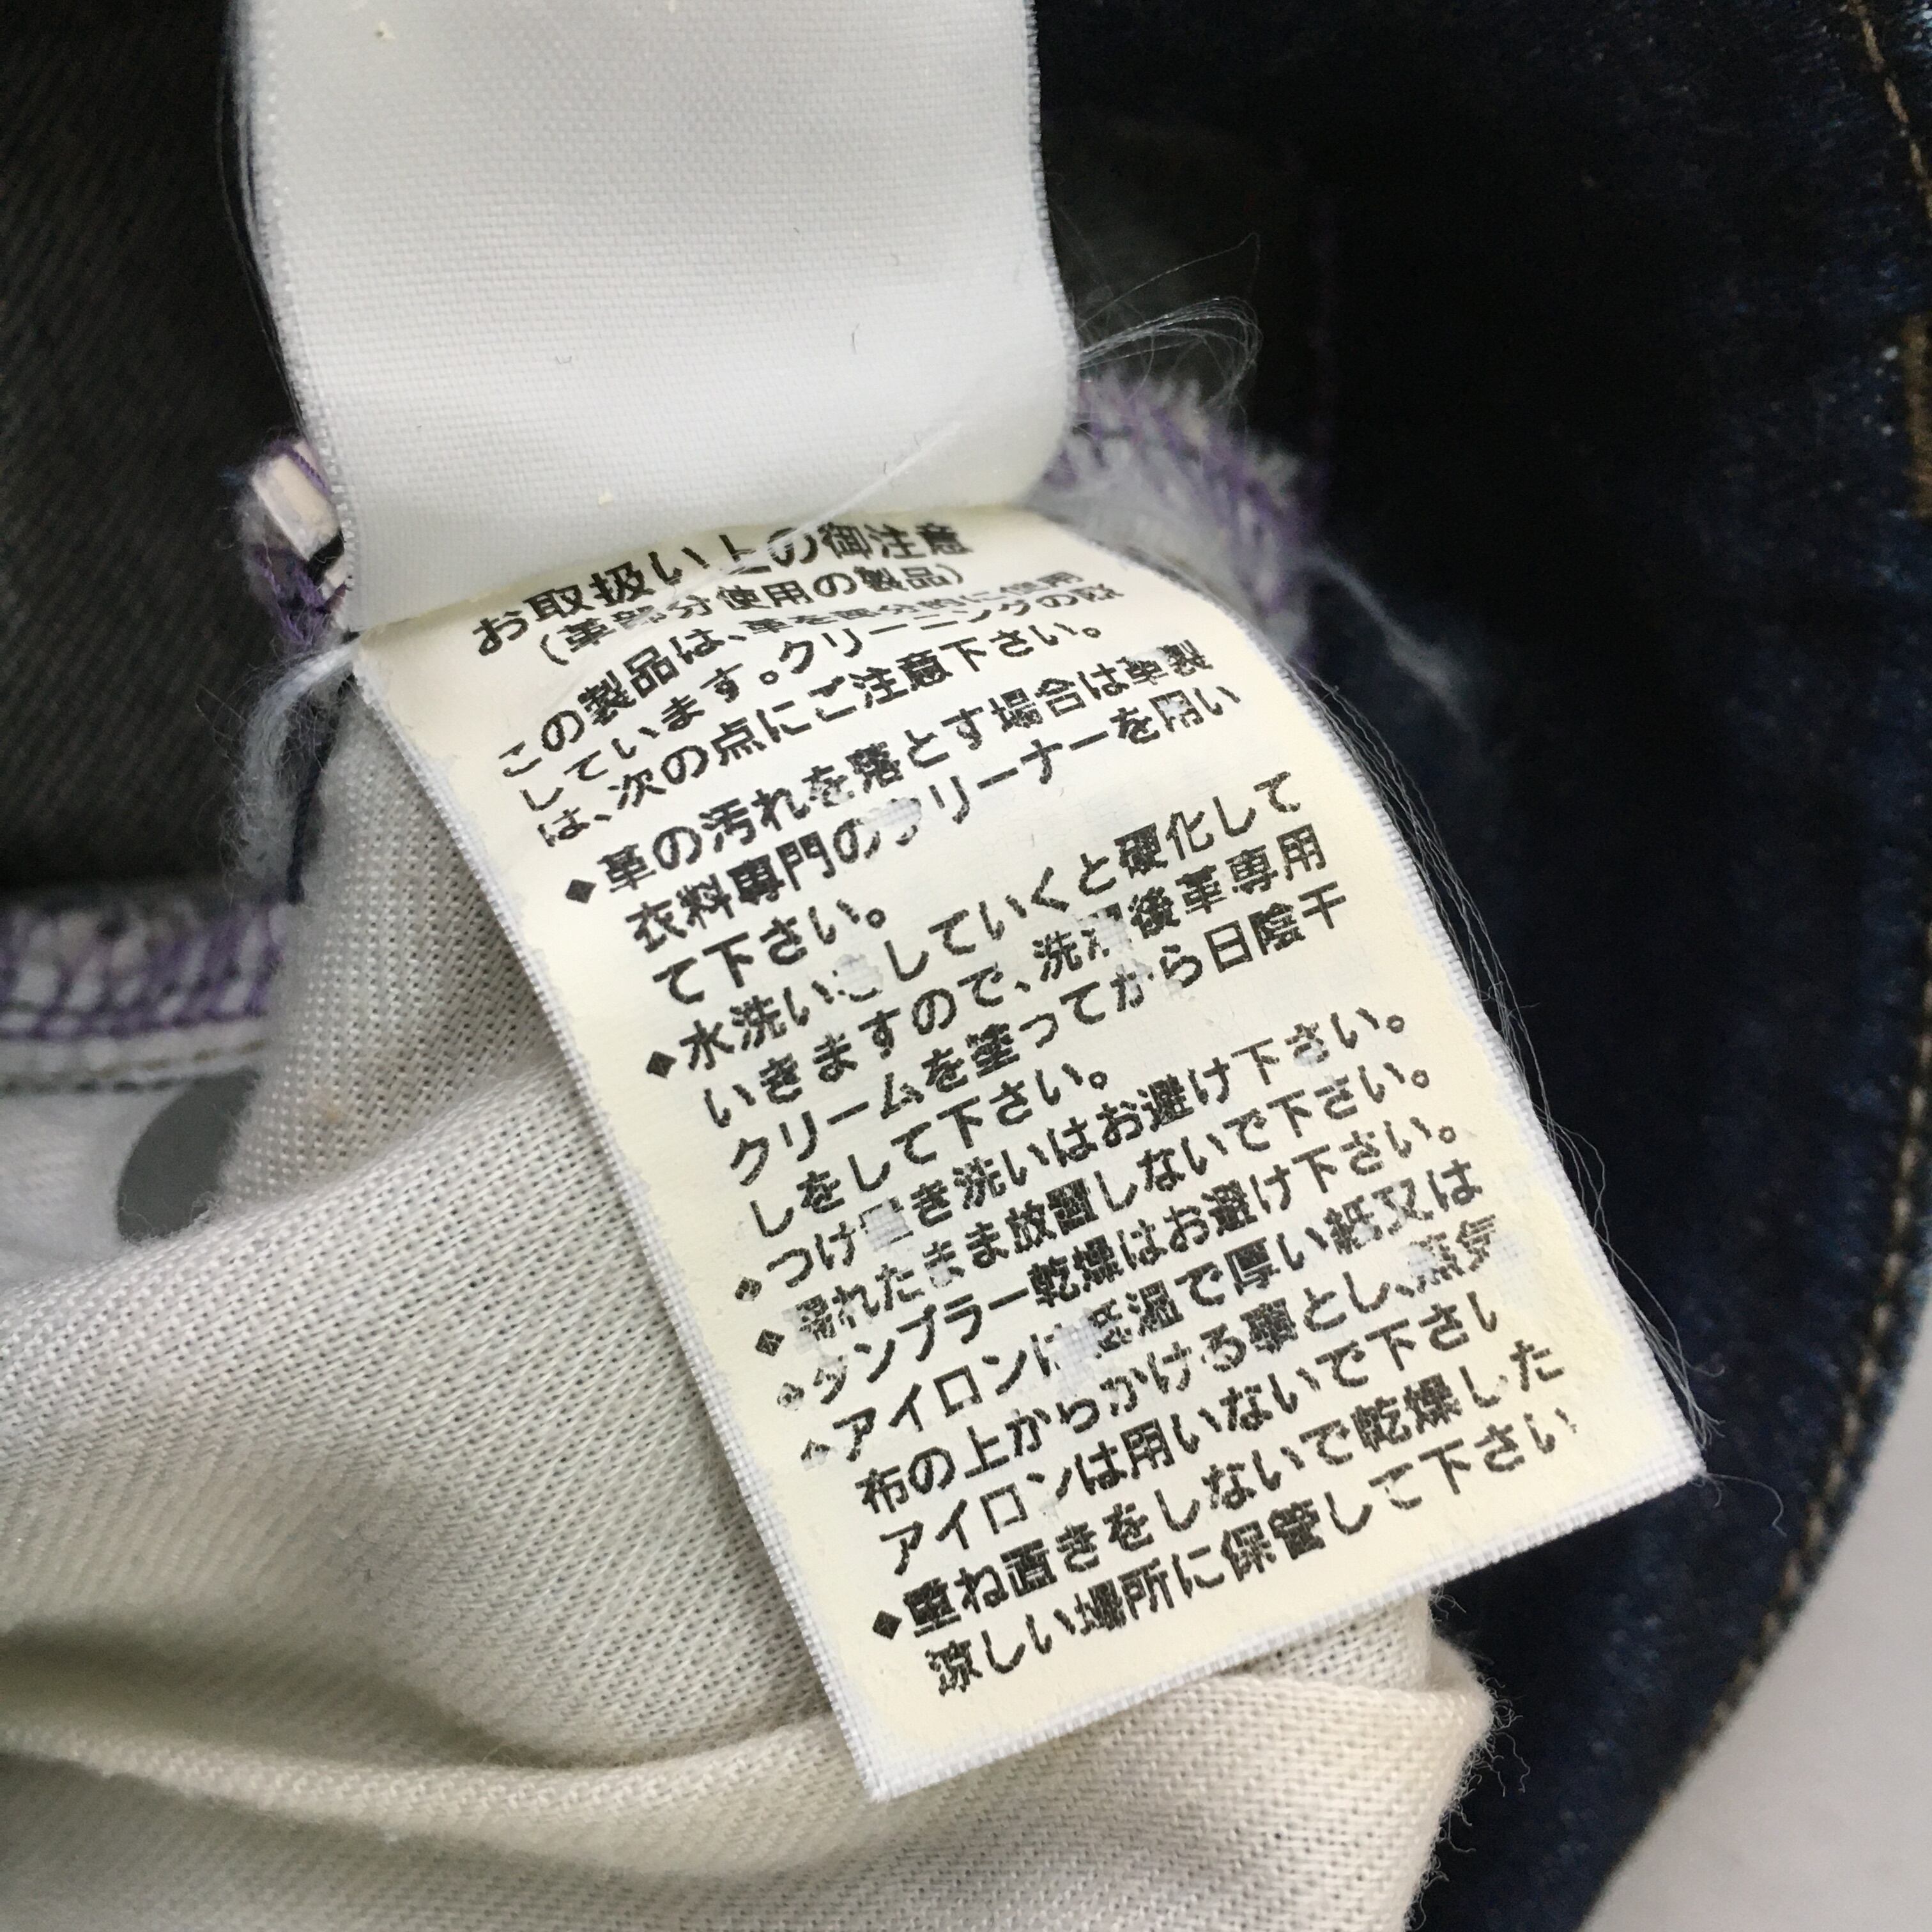 お取扱い上の御注意
(革部分使用の製品)
この製品は、革を部分的に使用
しています。クリーニングの際
は、次の点にご注意下さい。
◆革の汚れを落とす場合は革製
衣料専門のクリーナーを用い
て下さい。
◆水洗いをしていくと硬化して
いきますので、洗濯後革専用
クリームを塗ってから日陰干
しをして下さい。
◆つけ置き洗いはお避け下さい。
◆濡れたまま放置しないで下さい。
◆タンブラー乾燥はお避け下さい。
◆アイロンは低温で厚い紙又は
布の上からかける事とし、蒸気
アイロンは用いないで下さい
◆重ね置きをしないで乾燥した
涼しい場所に保管して下さい